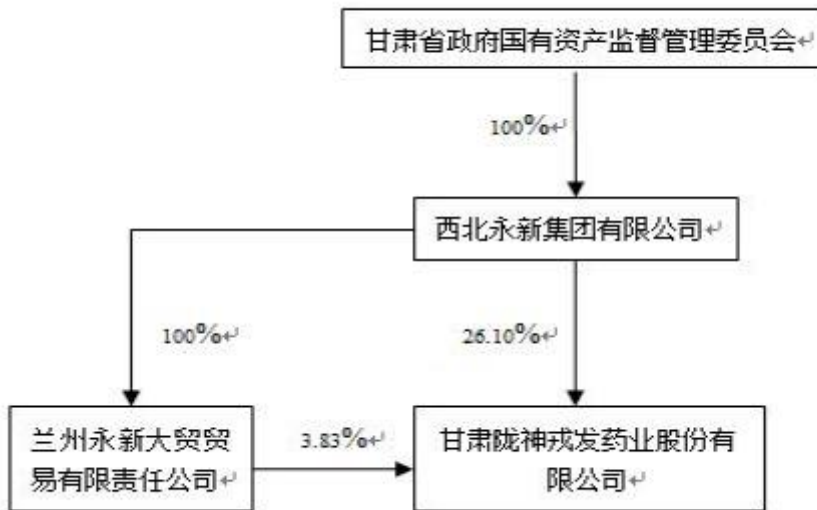 甘肃省政府国有资产监督管理委员会↵
100%↵
西北永新集团有限公司↵
100%↵
26.10%↵
兰州永新大贸贸
易有限责任公司↵
3.83%↵
甘肃陇神戎发药业股份有
限公司↵